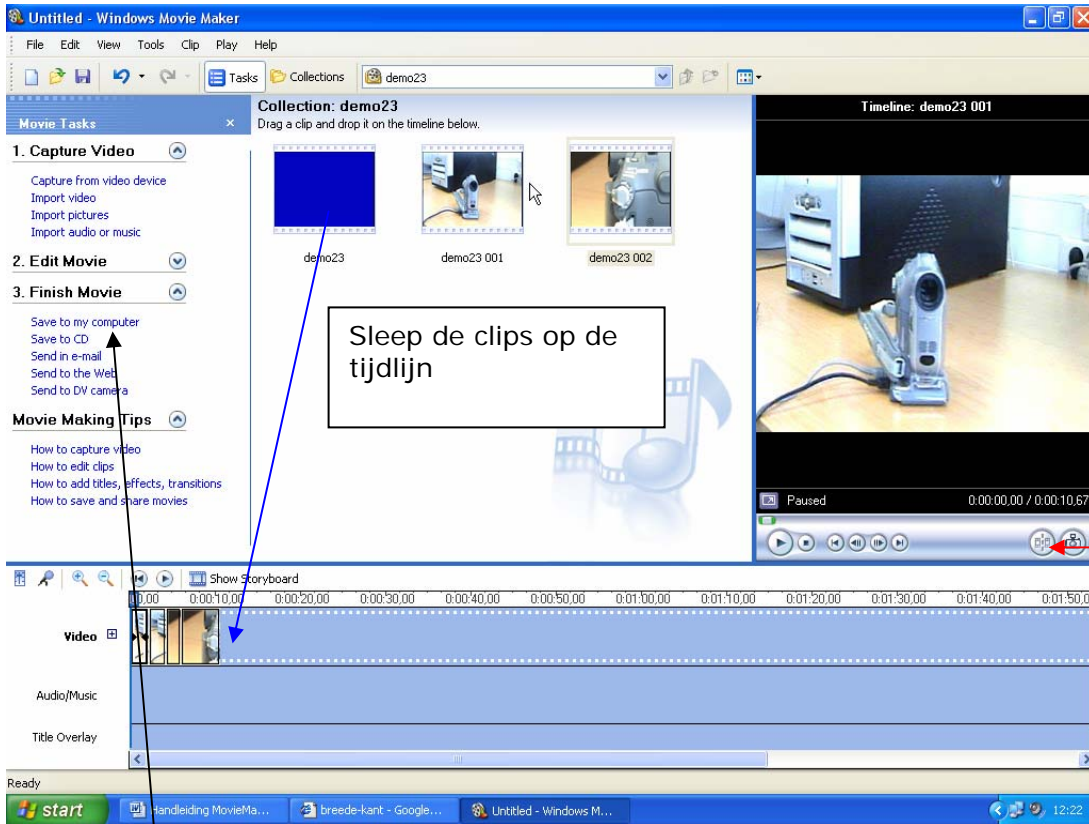 Untitled - Windows Movie Maker
File Edit View Tools Clip Play Help
Tasks Collections demo23
Movie Tasks
1. Capture Video
Capture from video device
Import video
Import pictures
Import audio or music
2. Edit Movie
3. Finish Movie
Save to my computer
Save to CD
Send in e-mail
Send to the Web
Send to DV camera
Movie Making Tips
How to capture video
How to edit clips
How to add titles, effects, transitions
How to save and share movies
Collection: demo23
Drag a clip and drop it on the timeline below.
demo23 demo23 001 demo23 002
Sleep de clips op de
tijdlijn
Timeline: demo23 001
Paused 0:00:00,00 / 0:00:10,67
Show Storyboard
00,00 0:00:10,00 0:00:20,00 0:00:30,00 0:00:40,00 0:00:50,00 0:01:00,00 0:01:10,00 0:01:20,00 0:01:30,00 0:01:40,00 0:01:50,0
Video
Audio/Music
Title Overlay
Ready
start Handleiding MovieMa... breede-kant - Google... Untitled - Windows M... 12:22